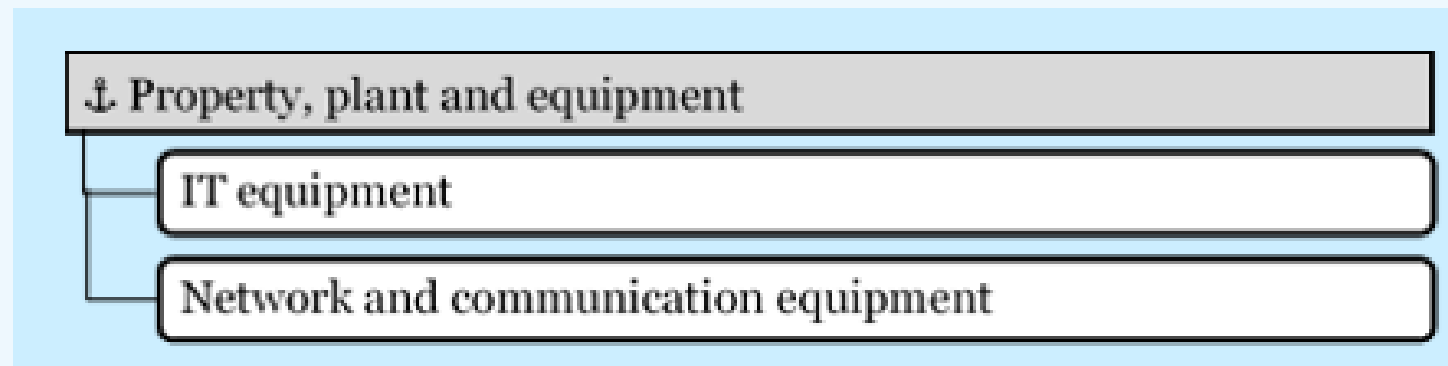 ⚓ Property, plant and equipment
IT equipment
Network and communication equipment